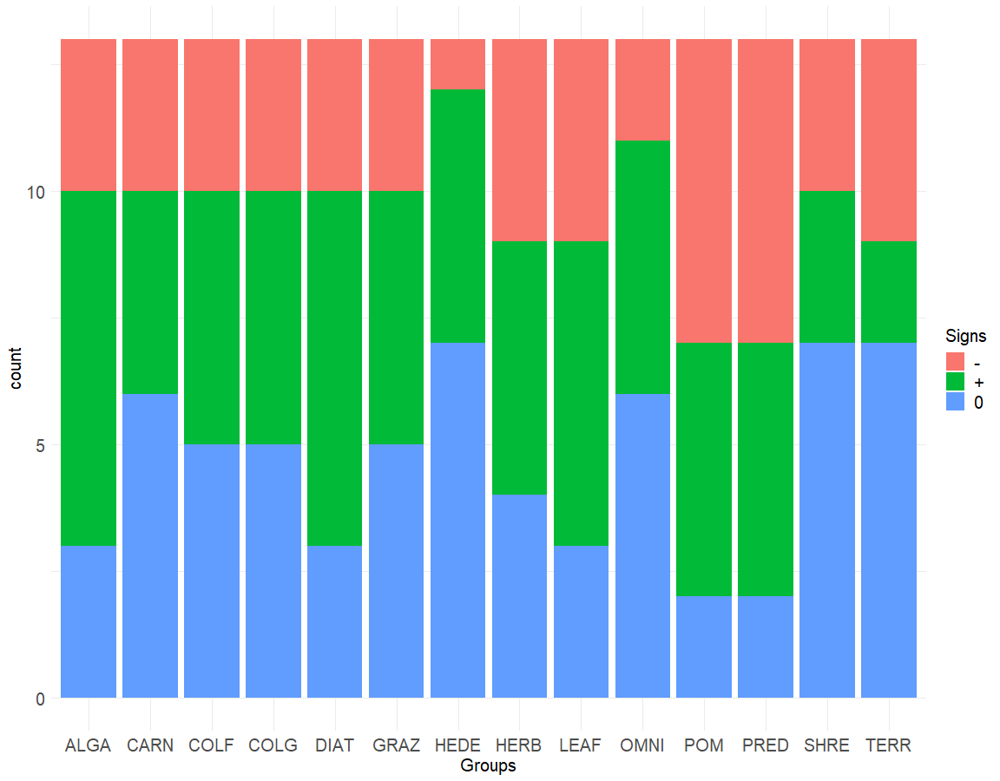 10
5
0
count
ALGA CARN COLF COLG DIAT GRAZ HEDE HERB LEAF OMNI POM PRED SHRE TERR
Groups
Signs
-
+
0